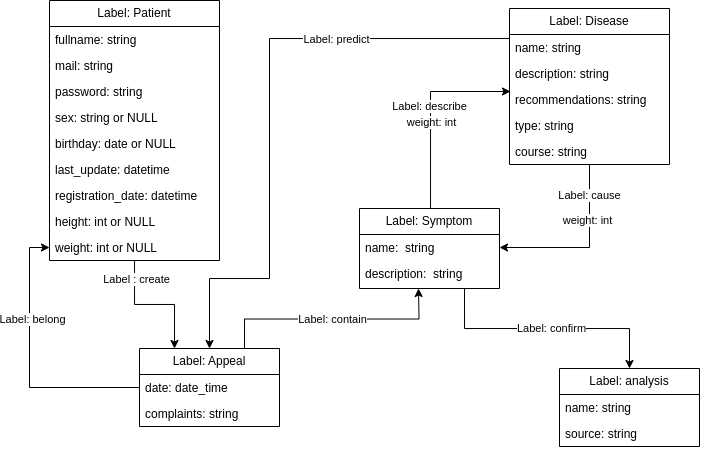 Label: Patient
fullname: string
mail: string
password: string
sex: string or NULL
birthday: date or NULL
last_update: datetime
registration_date: datetime
height: int or NULL
weight: int or NULL
Label: predict
Label: Disease
name: string
description: string
recommendations: string
type: string
course: string
Label: describe
weight: int
Label: cause
weight: int
Label: Symptom
name:  string
description:  string
Label : create
Label: belong
Label: contain
Label: confirm
Label: Appeal
date: date_time
complaints: string
Label: analysis
name: string
source: string